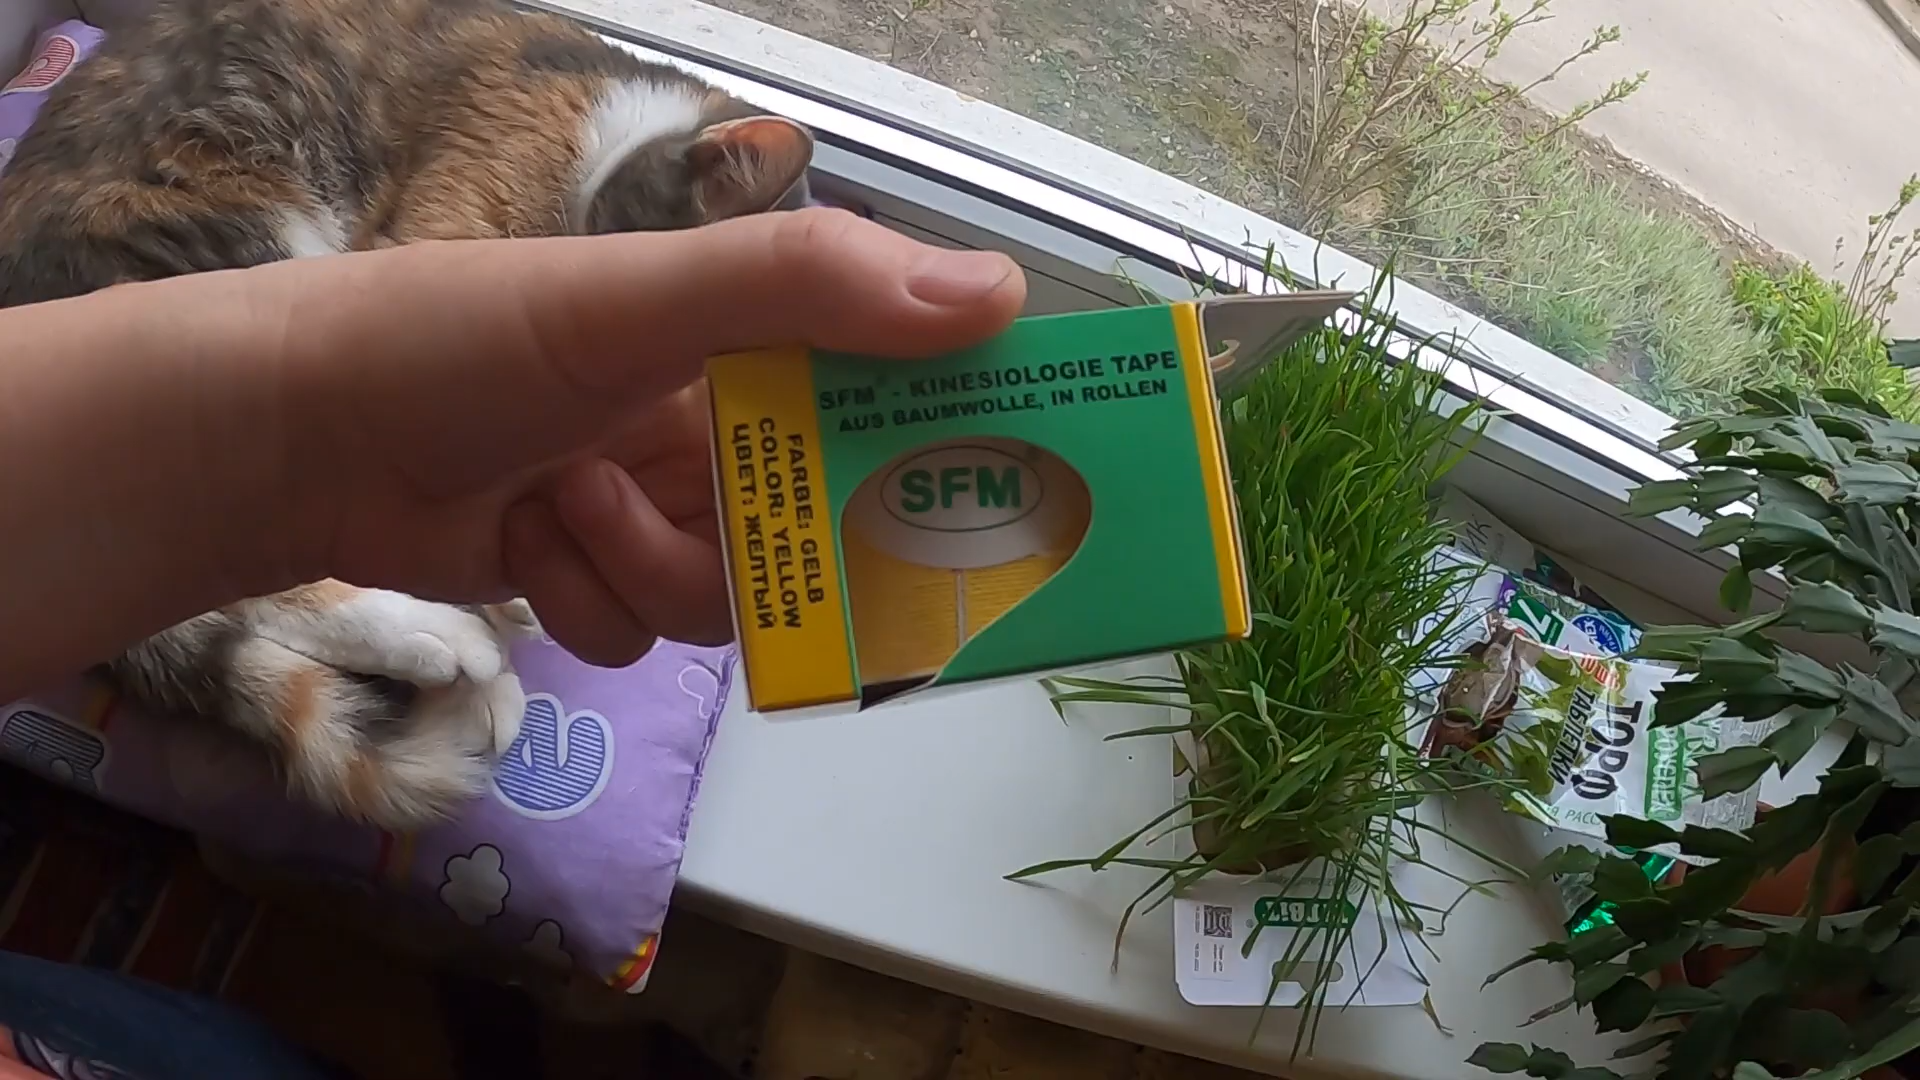 SFM® - KINESIOLOGIE TAPE
AUS BAUMWOLLE, IN ROLLEN
SFM
FARBE: GELB
COLOR: YELLOW
ЦВЕТ: ЖЕЛТЫЙ
ТОРФ
ТАБЛЕТКИ